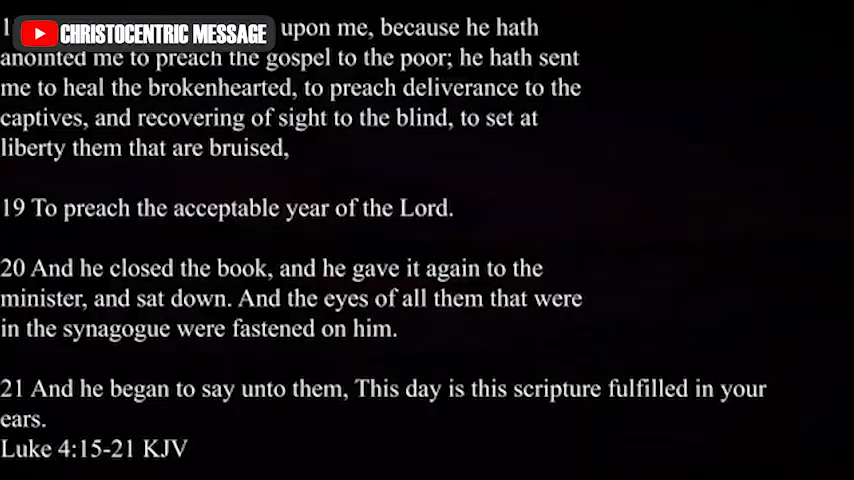 CHRISTOCENTRIC MESSAGE
1 upon me, because he hath
anointed me to preach the gospel to the poor; he hath sent
me to heal the brokenhearted, to preach deliverance to the
captives, and recovering of sight to the blind, to set at
liberty them that are bruised,
19 To preach the acceptable year of the Lord.
20 And he closed the book, and he gave it again to the
minister, and sat down. And the eyes of all them that were
in the synagogue were fastened on him.
21 And he began to say unto them, This day is this scripture fulfilled in your
ears.
Luke 4:15-21 KJV